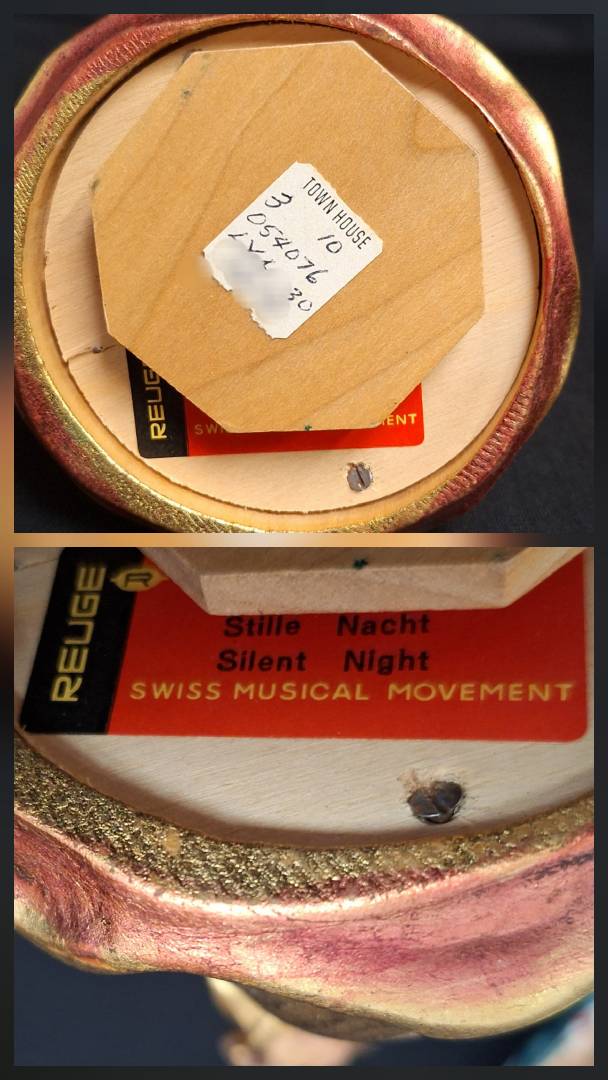 TOWN HOUSE
3 10
054076
30
REUGE
SWISS MUSICAL MOVEMENT
REUGE
R
Stille Nacht
Silent Night
SWISS MUSICAL MOVEMENT